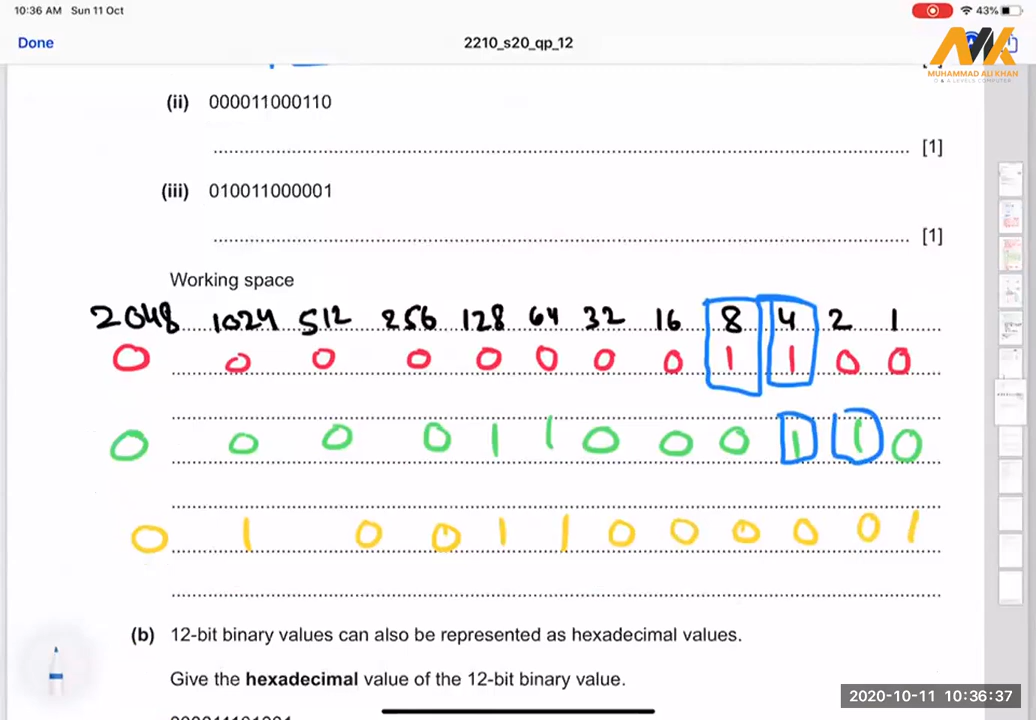 10:36 AM Sun 11 Oct
43%
Done
2210_s20_qp_12
MUHAMMAD ALI KHAN
O & A LEVELS COMPUTER
(ii) 000011000110
[1]
(iii) 010011000001
[1]
Working space
2048 1024 512 256 128 64 32 16 8 4 2 1
0 0 0 0 0 0 0 0 1 1 0 0
0 0 0 0 1 1 0 0 0 1 1 0
0 1 0 0 1 1 0 0 0 0 0 1
(b) 12-bit binary values can also be represented as hexadecimal values.
Give the hexadecimal value of the 12-bit binary value.
2020-10-11 10:36:37